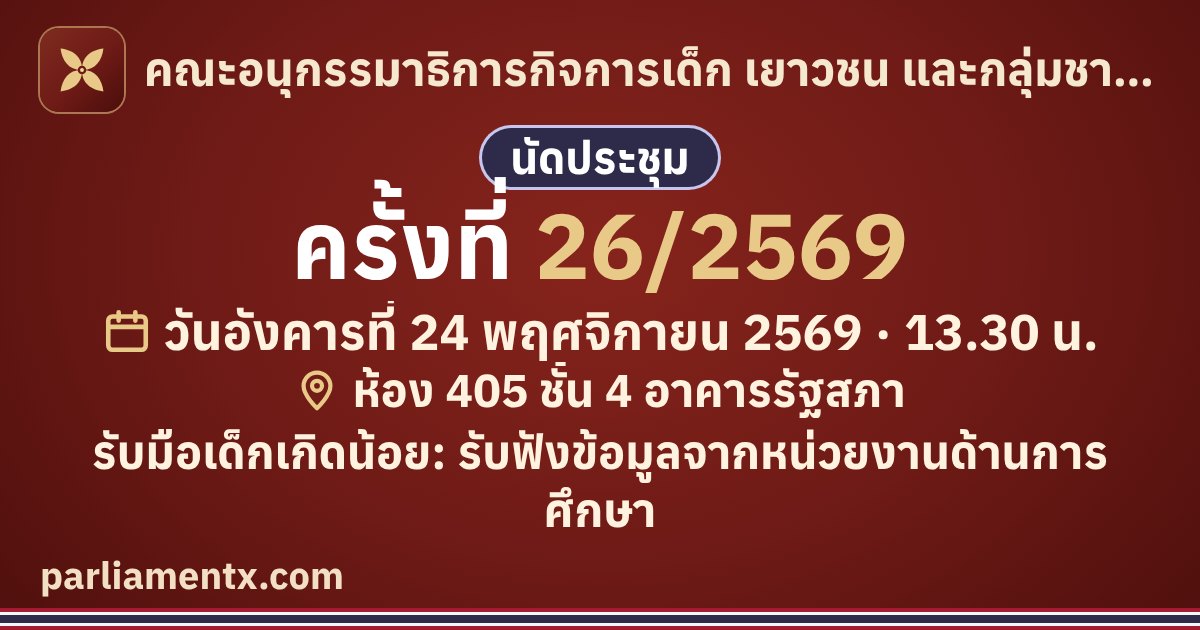 คณะอนุกรรมาธิการกิจการเด็ก เยาวชน และกลุ่มชา...
นัดประชุม
ครั้งที่ 26/2569
วันอังคารที่ 24 พฤศจิกายน 2569 · 13.30 น.
ห้อง 405 ชั้น 4 อาคารรัฐสภา
รับมือเด็กเกิดน้อย: รับฟังข้อมูลจากหน่วยงานด้านการ
ศึกษา
parliamentx.com